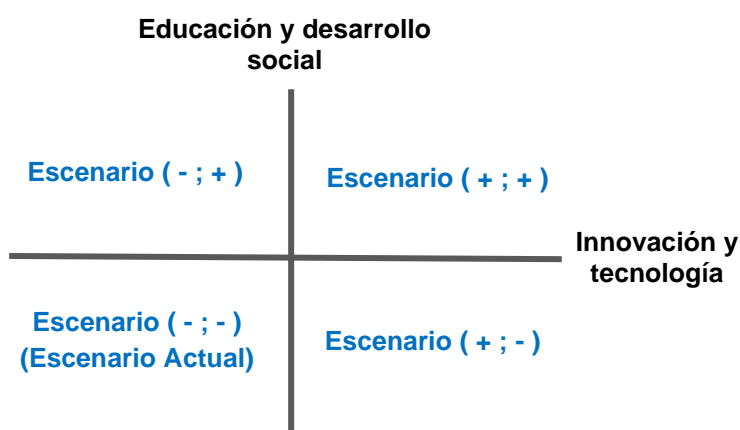 Educación y desarrollo
social
Escenario ( - ; + )
Escenario ( + ; + )
Innovación y
tecnología
Escenario ( - ; - )
(Escenario Actual)
Escenario ( + ; - )